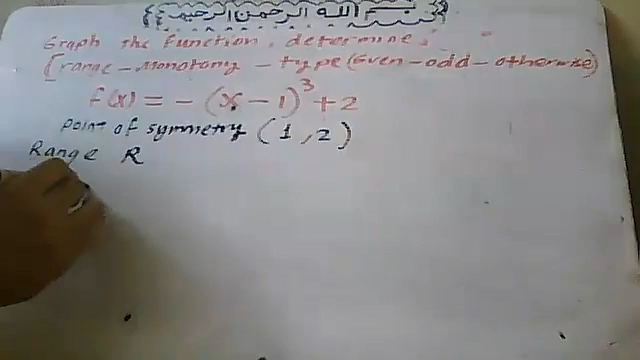 بسم الله الرحمن الرحيم
Graph the function, determine:
[range - Monotony - type (Even - odd - otherwise)
f(x) = - (x - 1)³ + 2
point of symmetry (1, 2)
Range R